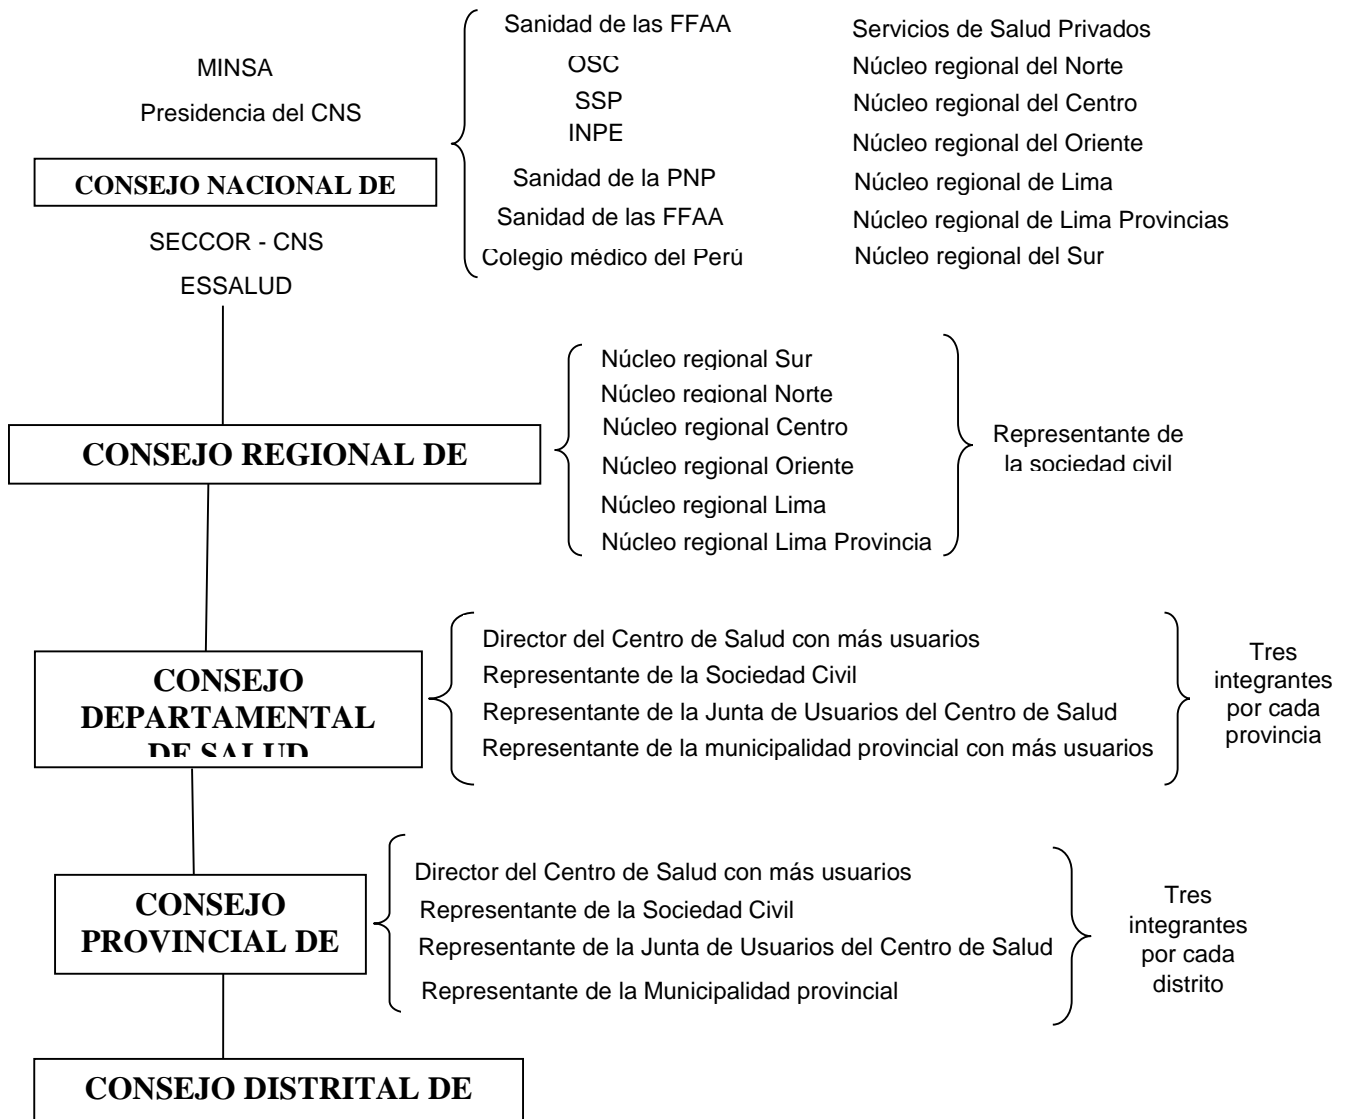 MINSA
Presidencia del CNS
CONSEJO NACIONAL DE
SECCOR - CNS
ESSALUD
Sanidad de las FFAA
OSC
SSP
INPE
Sanidad de la PNP
Sanidad de las FFAA
Colegio médico del Perú
Servicios de Salud Privados
Núcleo regional del Norte
Núcleo regional del Centro
Núcleo regional del Oriente
Núcleo regional de Lima
Núcleo regional de Lima Provincias
Núcleo regional del Sur
CONSEJO REGIONAL DE
Núcleo regional Sur
Núcleo regional Norte
Núcleo regional Centro
Núcleo regional Oriente
Núcleo regional Lima
Núcleo regional Lima Provincia
Representante de
la sociedad civil
CONSEJO
DEPARTAMENTAL
DE SALUD
Director del Centro de Salud con más usuarios
Representante de la Sociedad Civil
Representante de la Junta de Usuarios del Centro de Salud
Representante de la municipalidad provincial con más usuarios
Tres
integrantes
por cada
provincia
CONSEJO
PROVINCIAL DE
Director del Centro de Salud con más usuarios
Representante de la Sociedad Civil
Representante de la Junta de Usuarios del Centro de Salud
Representante de la Municipalidad provincial
Tres
integrantes
por cada
distrito
CONSEJO DISTRITAL DE